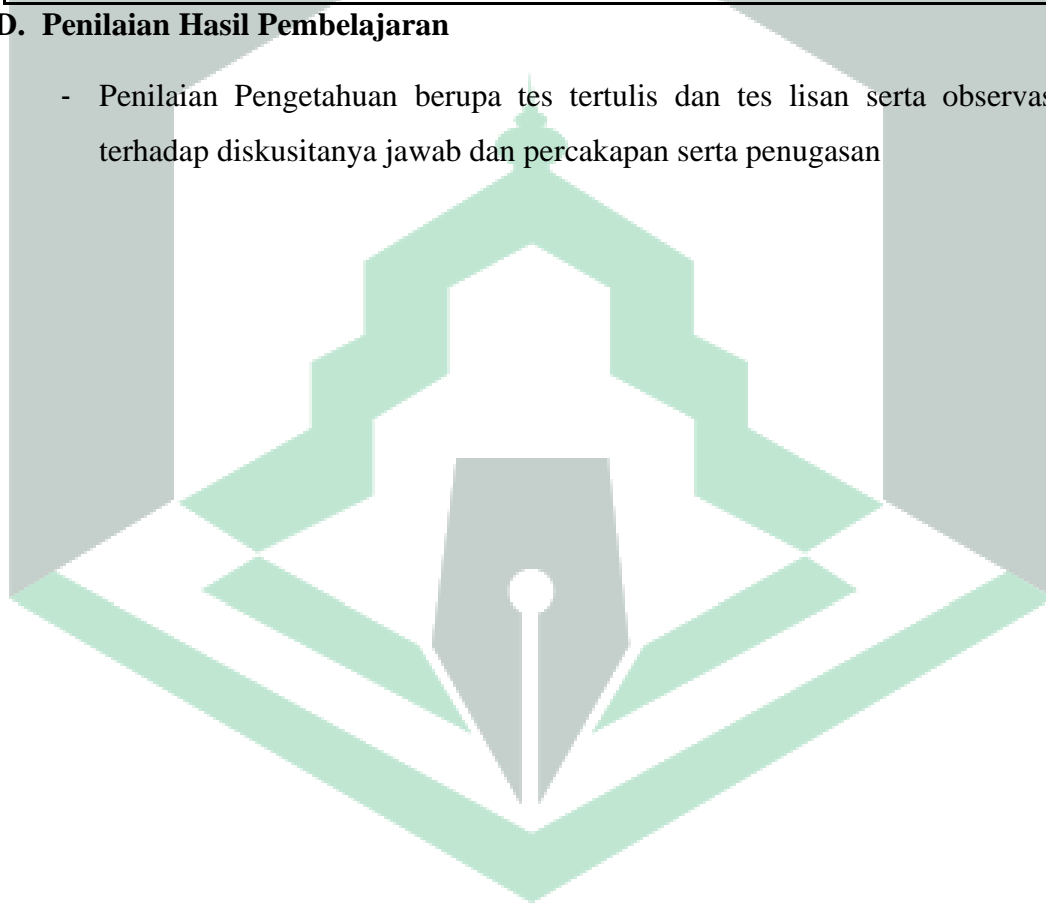 D. Penilaian Hasil Pembelajaran
- Penilaian Pengetahuan berupa tes tertulis dan tes lisan serta observas
terhadap diskusitanya jawab dan percakapan serta penugasan